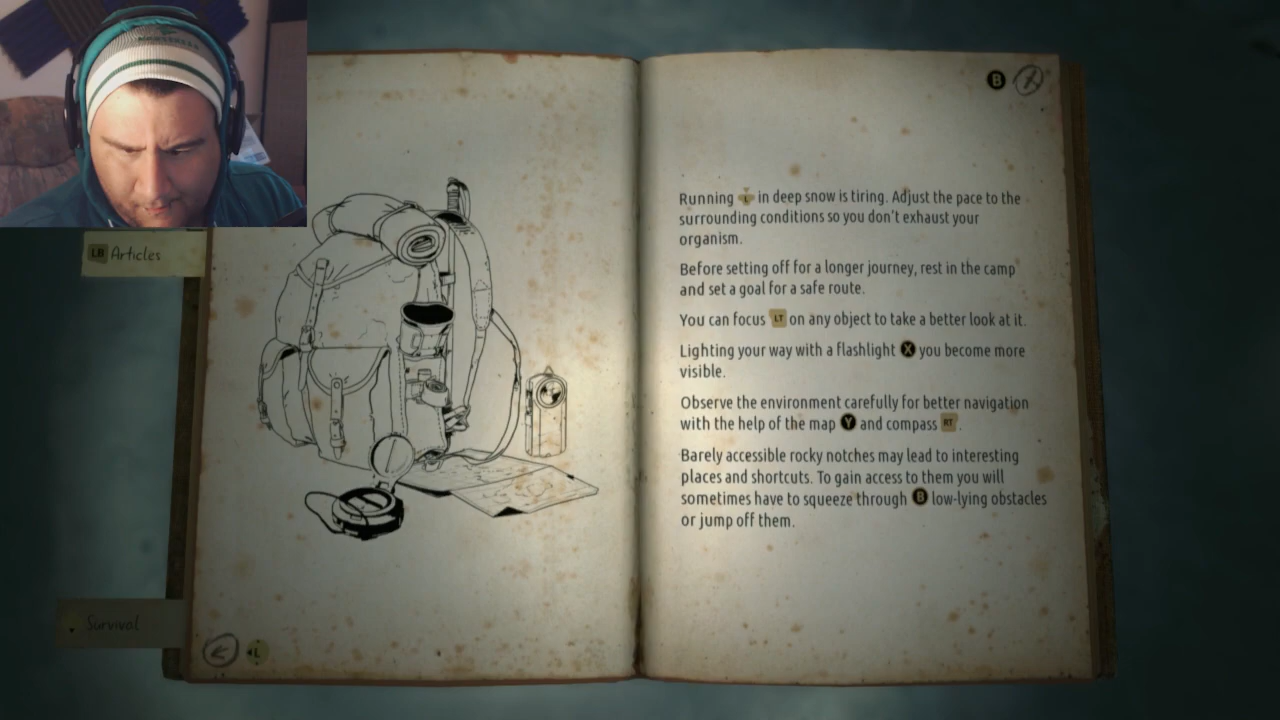 B
Running L in deep snow is tiring. Adjust the pace to the
surrounding conditions so you don't exhaust your
organism.
Before setting off for a longer journey, rest in the camp
and set a goal for a safe route.
You can focus LT on any object to take a better look at it.
Lighting your way with a flashlight X you become more
visible.
Observe the environment carefully for better navigation
with the help of the map Y and compass RT.
Barely accessible rocky notches may lead to interesting
places and shortcuts. To gain access to them you will
sometimes have to squeeze through B low-lying obstacles
or jump off them.
LB Articles
Survival
L